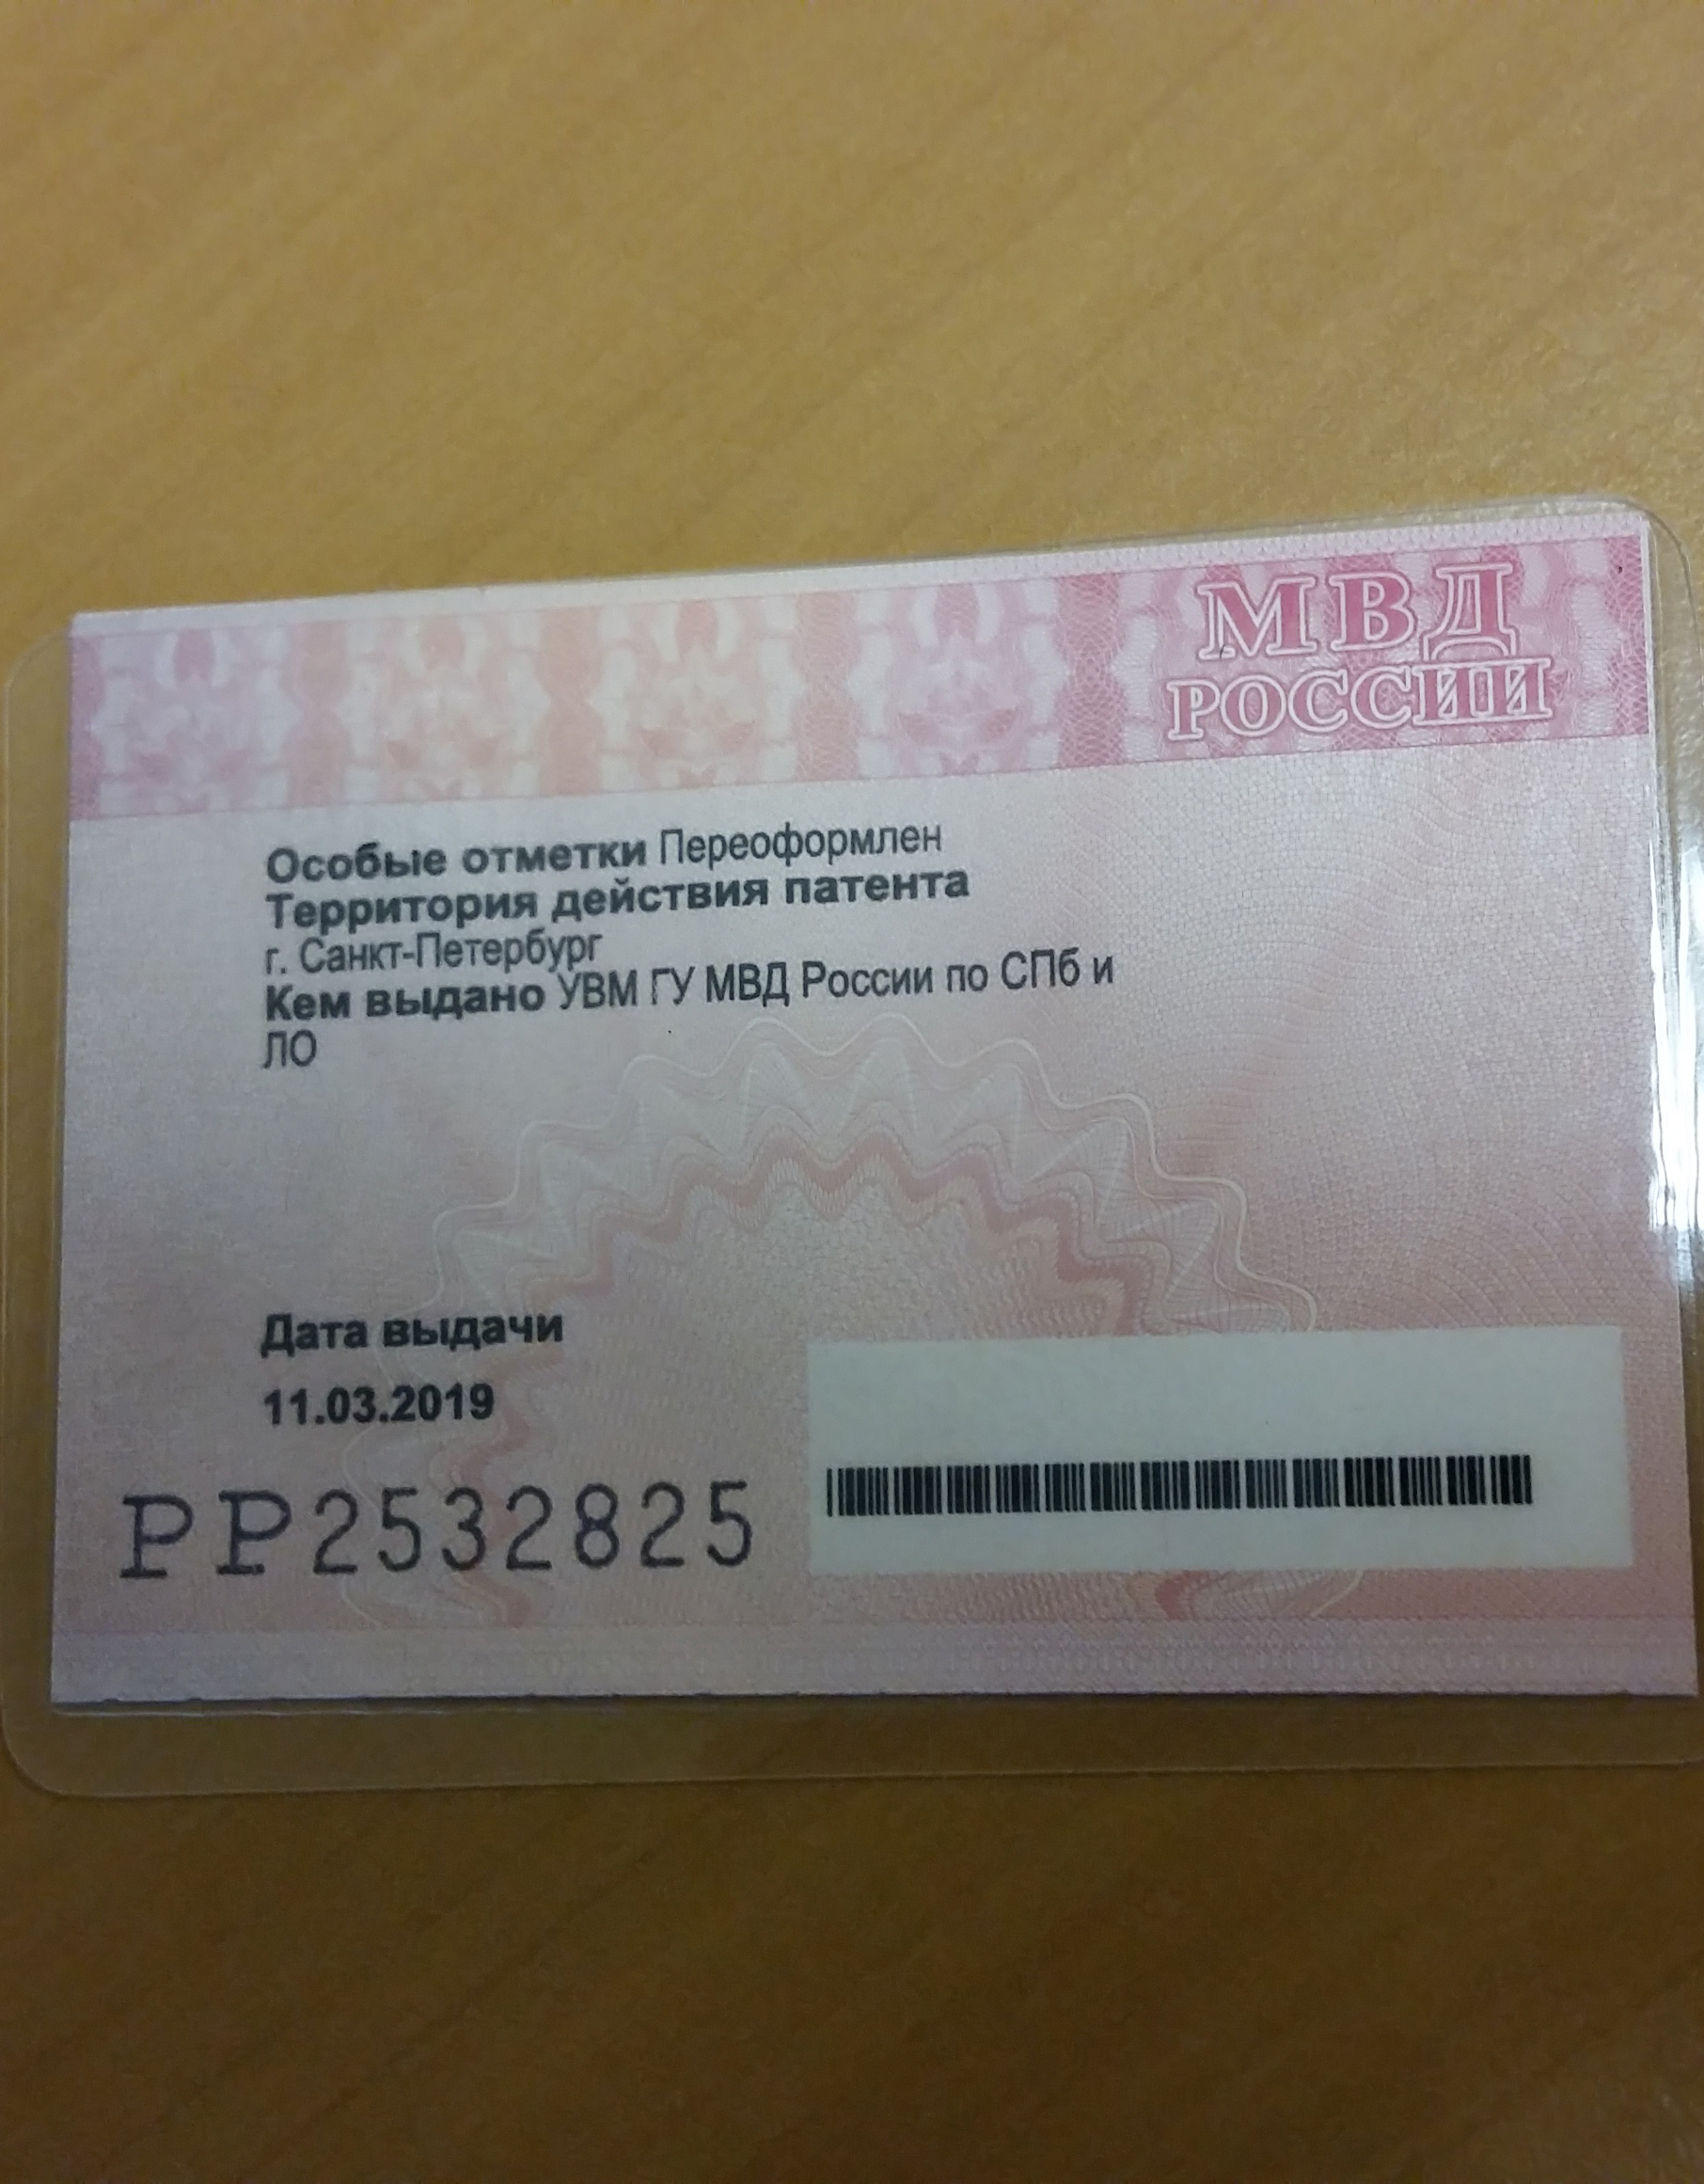 МВД
РОССИИ
Особые отметки Переоформлен
Территория действия патента
г. Санкт-Петербург
Кем выдано УВМ ГУ МВД России по СПб и
ЛО
Дата выдачи
11.03.2019
РР2532825